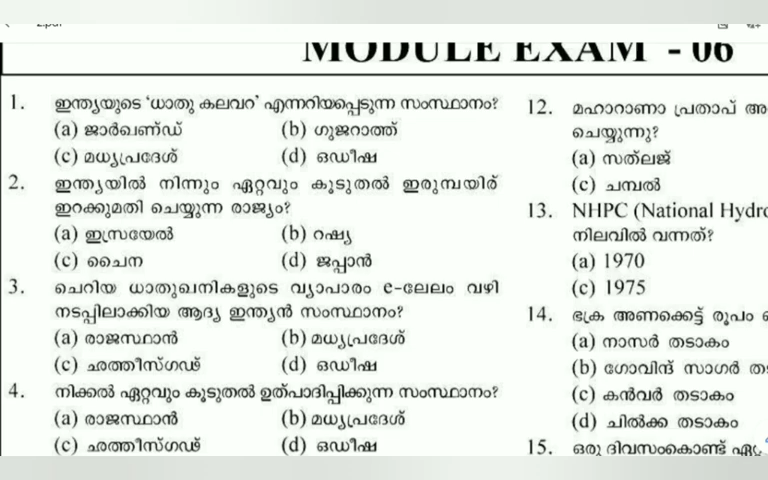 2.pdf
MODULE EXAM - 06
1. ഇന്ത്യയുടെ ‘ധാതു കലവറ’ എന്നറിയപ്പെടുന്ന സംസ്ഥാനം?
(a) ജാർഖണ്ഡ് (b) ഗുജറാത്ത്
(c) മധ്യപ്രദേശ് (d) ഒഡീഷ
2. ഇന്ത്യയിൽ നിന്നും ഏറ്റവും കൂടുതൽ ഇരുമ്പയിര്
ഇറക്കുമതി ചെയ്യുന്ന രാജ്യം?
(a) ഇസ്രയേൽ (b) റഷ്യ
(c) ചൈന (d) ജപ്പാൻ
3. ചെറിയ ധാതുഖനികളുടെ വ്യാപാരം e-ലേലം വഴി
നടപ്പിലാക്കിയ ആദ്യ ഇന്ത്യൻ സംസ്ഥാനം?
(a) രാജസ്ഥാൻ (b) മധ്യപ്രദേശ്
(c) ഛത്തീസ്ഗഢ് (d) ഒഡീഷ
4. നിക്കൽ ഏറ്റവും കൂടുതൽ ഉത്പാദിപ്പിക്കുന്ന സംസ്ഥാനം?
(a) രാജസ്ഥാൻ (b) മധ്യപ്രദേശ്
(c) ഛത്തീസ്ഗഢ് (d) ഒഡീഷ
12. മഹാറാണാ പ്രതാപ്
ചെയ്യുന്നു?
(a) സത്‌ലജ്
(c) ചമ്പൽ
13. NHPC (National Hydro
നിലവിൽ വന്നത്?
(a) 1970
(c) 1975
14. ഭക്ര അണക്കെട്ട് രൂപം
(a) നാസർ തടാകം
(b) ഗോവിന്ദ് സാഗർ
(c) കൻവർ തടാകം
(d) ചിൽക്ക തടാകം
15. ഒരു ദിവസംകൊണ്ട്